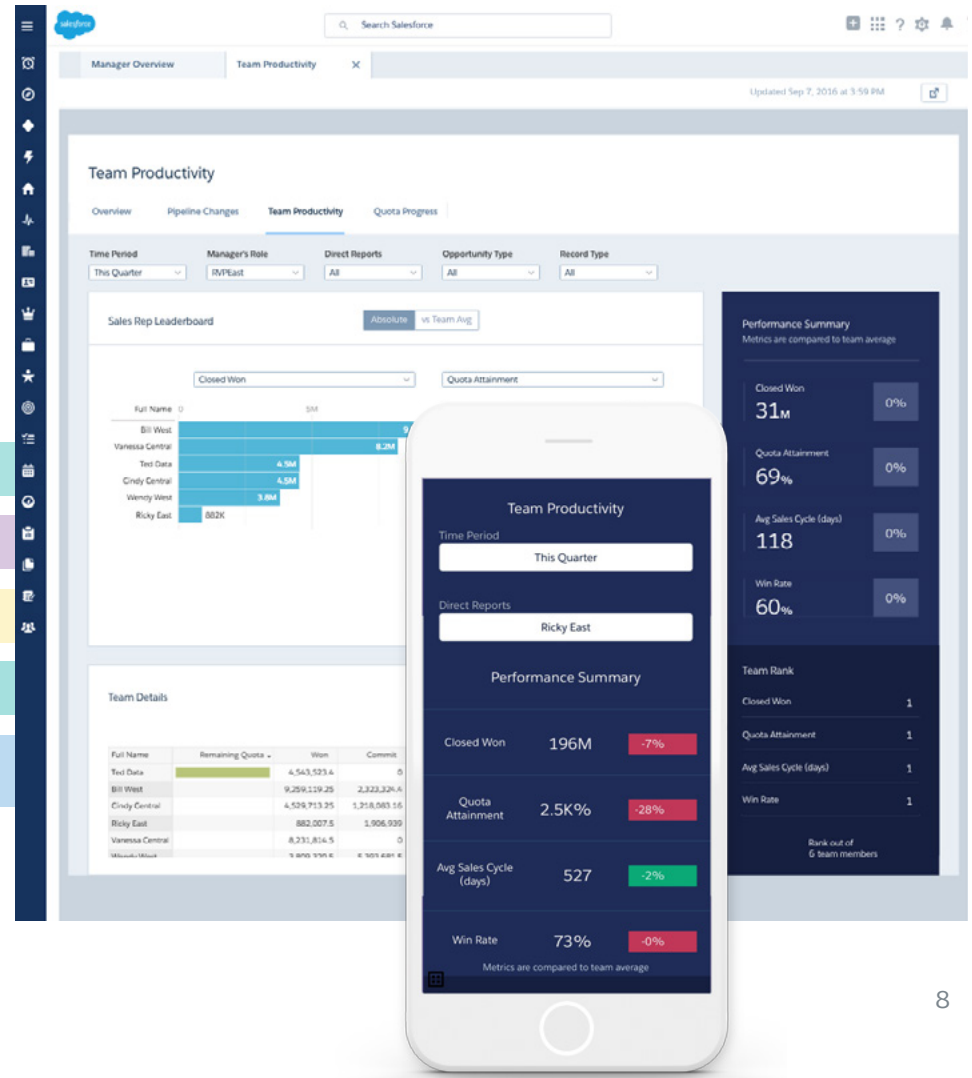 salesforce
Search Salesforce
Manager Overview
Team Productivity
Updated Sep 7, 2016 at 3:59 PM
Team Productivity
Overview
Pipeline Changes
Team Productivity
Quota Progress
Time Period
Manager's Role
Direct Reports
Opportunity Type
Record Type
This Quarter
RVPEast
All
All
All
Sales Rep Leaderboard
Absolute
vs Team Avg
Closed Won
Quota Attainment
Full Name 0 5M
Bill West 9
Vanessa Central 8.2M
Ted Data 4.5M
Cindy Central 4.5M
Wendy West 3.8M
Ricky East 882K
Team Details
Full Name Remaining Quota Won Commit
Ted Data 4,543,523.4 0
Bill West 9,259,119.25 2,323,324.4
Cindy Central 4,529,713.25 1,218,083.16
Ricky East 882,007.5 1,906,939
Vanessa Central 8,231,814.5 0
Wendy West 3,809,320.5
Performance Summary
Metrics are compared to team average
Closed Won
31M 0%
Quota Attainment
69% 0%
Avg Sales Cycle (days)
118 0%
Win Rate
60% 0%
Team Rank
Closed Won 1
Quota Attainment 1
Avg Sales Cycle (days) 1
Win Rate 1
Rank out of
6 team members
Team Productivity
Time Period
This Quarter
Direct Reports
Ricky East
Performance Summary
Closed Won 196M -7%
Quota
Attainment 2.5K% -28%
Avg Sales Cycle
(days) 527 -2%
Win Rate 73% -0%
Metrics are compared to team average
8